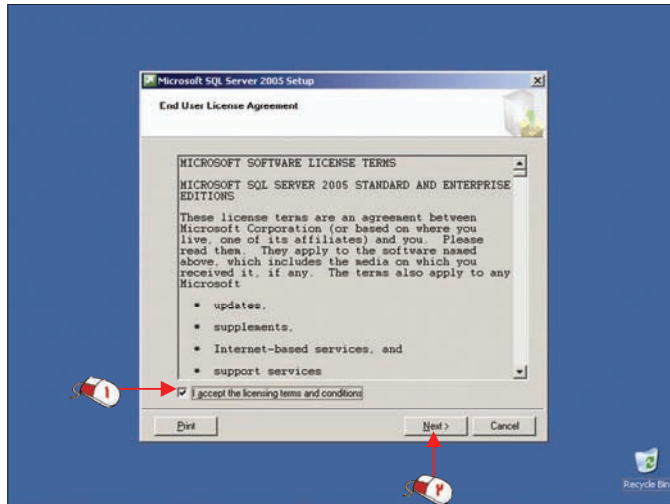 Microsoft SQL Server 2005 Setup
End User License Agreement
MICROSOFT SOFTWARE LICENSE TERMS
MICROSOFT SQL SERVER 2005 STANDARD AND ENTERPRISE
EDITIONS
These license terms are an agreement between
Microsoft Corporation (or based on where you
live, one of its affiliates) and you. Please
read them. They apply to the software named
above, which includes the media on which you
received it, if any. The terms also apply to any
Microsoft
▪ updates,
▪ supplements,
▪ Internet-based services, and
▪ support services
۱
I accept the licensing terms and conditions
Print
Next >
Cancel
۲
Recycle Bin